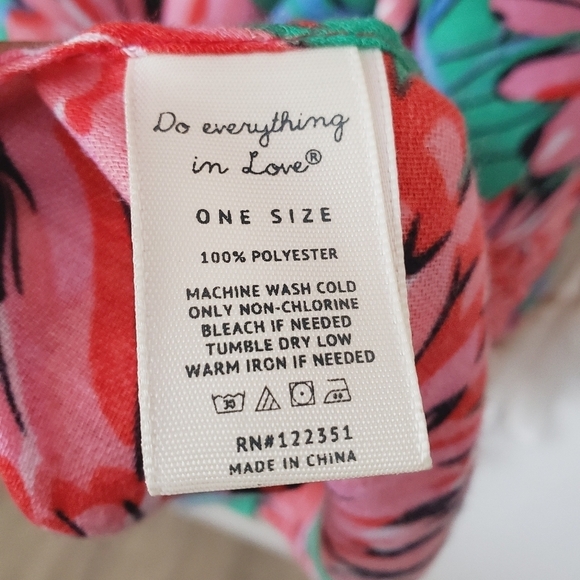 Do everything
in Love®
ONE SIZE
100% POLYESTER
MACHINE WASH COLD
ONLY NON-CHLORINE
BLEACH IF NEEDED
TUMBLE DRY LOW
WARM IRON IF NEEDED
30
RN#122351
MADE IN CHINA